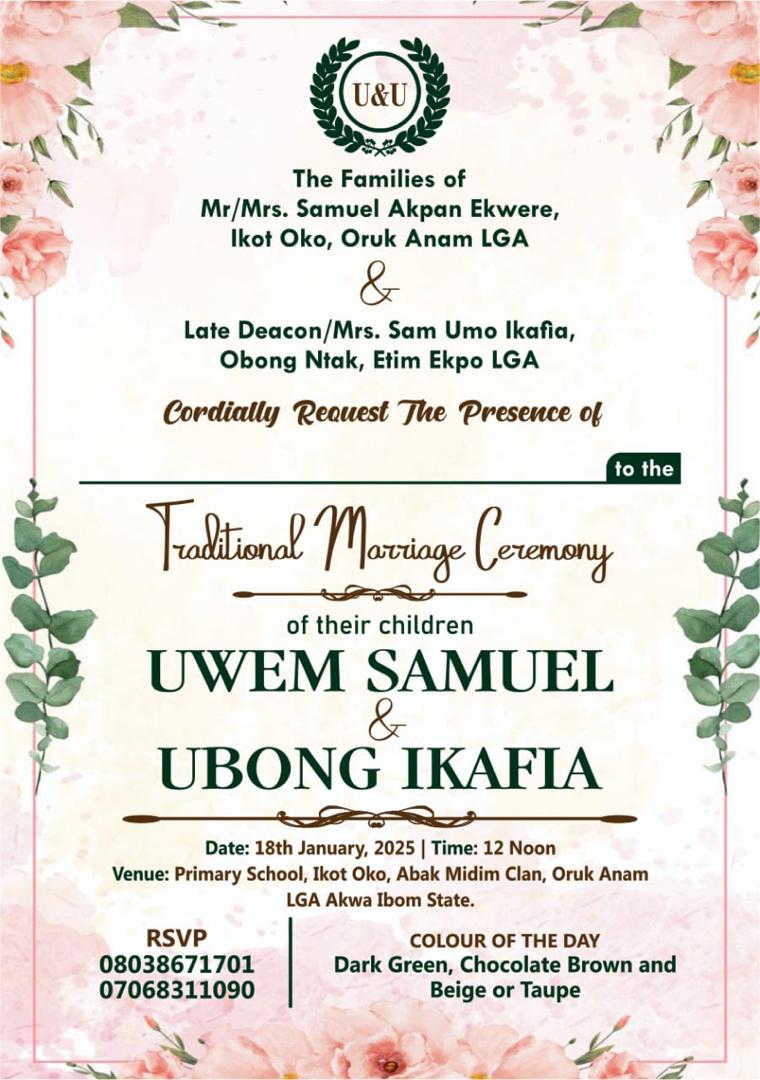 U&U
The Families of
Mr/Mrs. Samuel Akpan Ekwere,
Ikot Oko, Oruk Anam LGA
&
Late Deacon/Mrs. Sam Umo Ikafia,
Obong Ntak, Etim Ekpo LGA
Cordially Request The Presence of
to the
Traditional Marriage Ceremony
of their children
UWEM SAMUEL
&
UBONG IKAFIA
Date: 18th January, 2025 | Time: 12 Noon
Venue: Primary School, Ikot Oko, Abak Midim Clan, Oruk Anam
LGA Akwa Ibom State.
RSVP
08038671701
07068311090
COLOUR OF THE DAY
Dark Green, Chocolate Brown and
Beige or Taupe